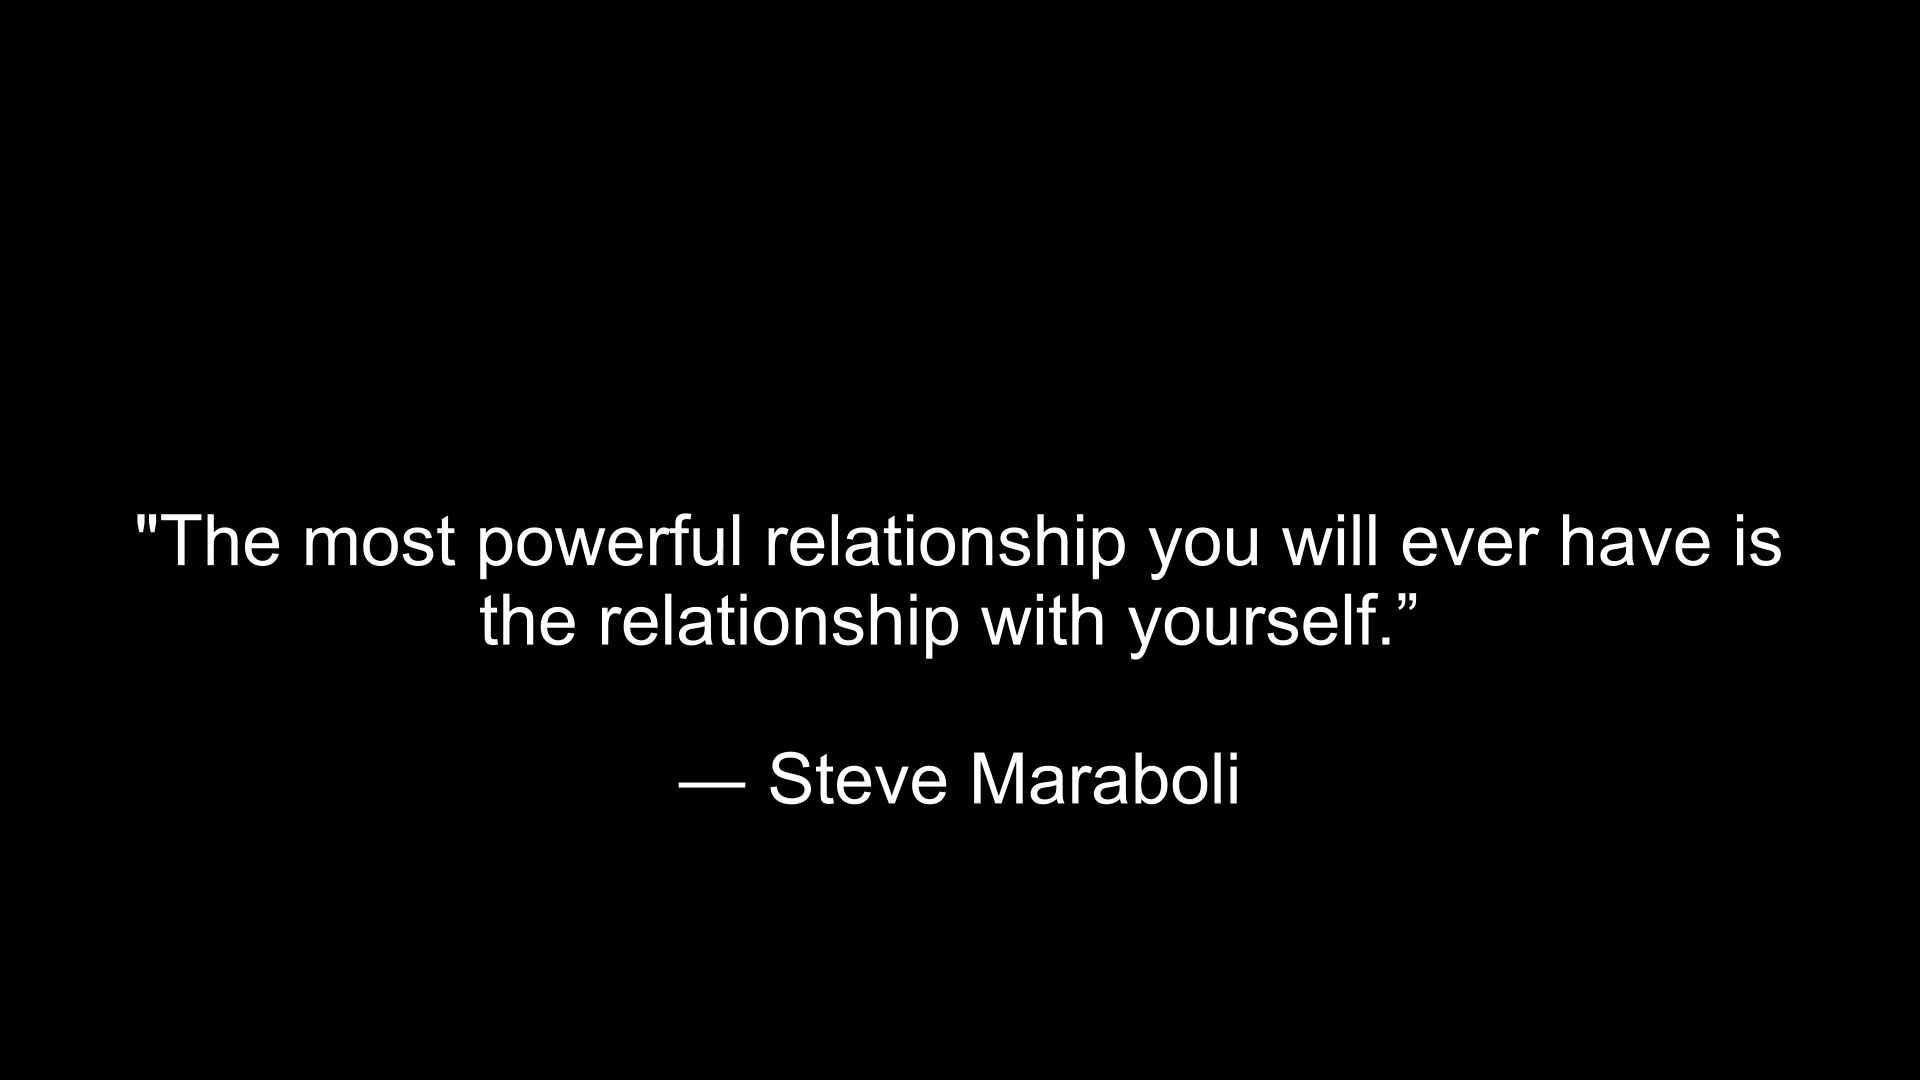 "The most powerful relationship you will ever have is
the relationship with yourself.”
— Steve Maraboli